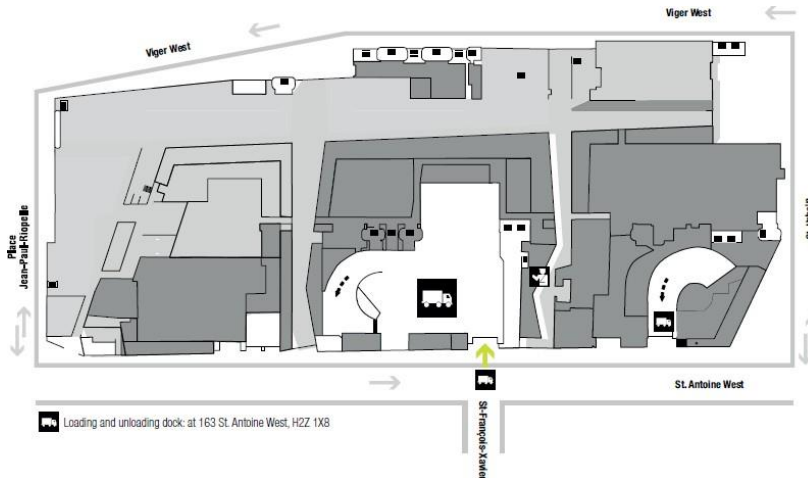 Viger West
Viger West
Place
Jean-Paul-Riopelle
St. Antoine West
St-François-Xavier
Loading and unloading dock: at 163 St. Antoine West, H2Z 1X8